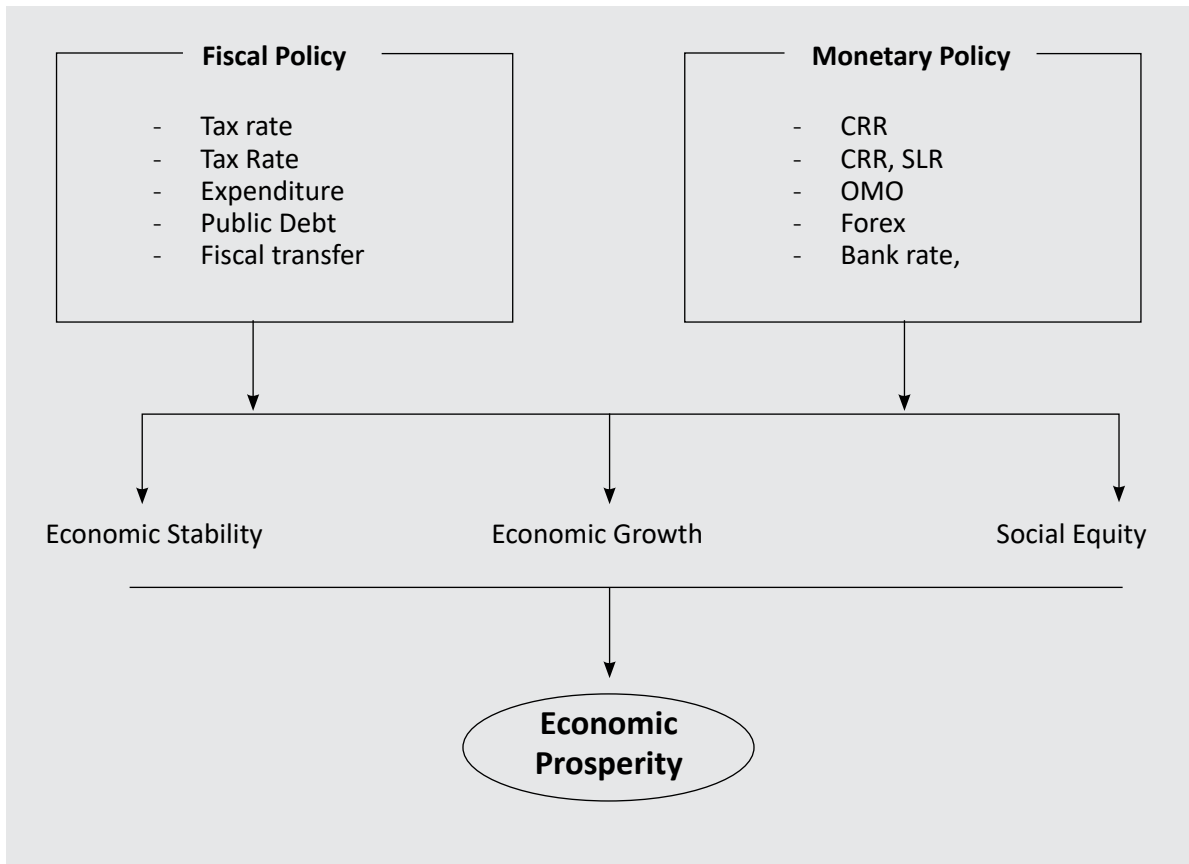 Fiscal Policy
- Tax rate
- Tax Rate
- Expenditure
- Public Debt
- Fiscal transfer
Monetary Policy
- CRR
- CRR, SLR
- OMO
- Forex
- Bank rate,
Economic Stability
Economic Growth
Social Equity
Economic
Prosperity